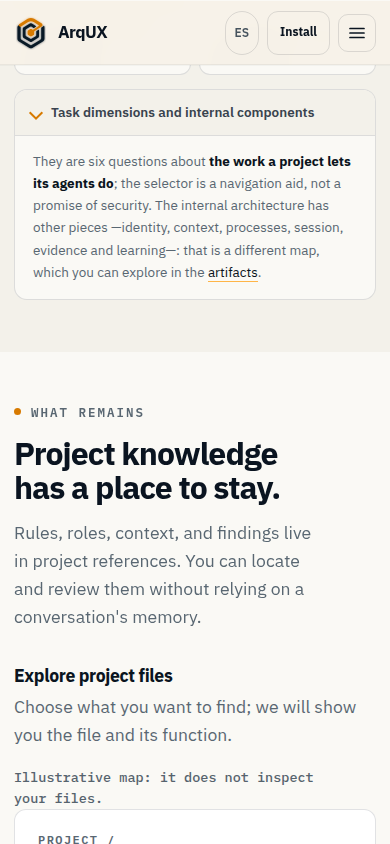 ArqUX
ES
Install
Task dimensions and internal components
They are six questions about the work a project lets
its agents do; the selector is a navigation aid, not a
promise of security. The internal architecture has
other pieces —identity, context, processes, session,
evidence and learning—: that is a different map,
which you can explore in the artifacts.
WHAT REMAINS
Project knowledge
has a place to stay.
Rules, roles, context, and findings live
in project references. You can locate
and review them without relying on a
conversation's memory.
Explore project files
Choose what you want to find; we will show
you the file and its function.
Illustrative map: it does not inspect
your files.
PROJECT /